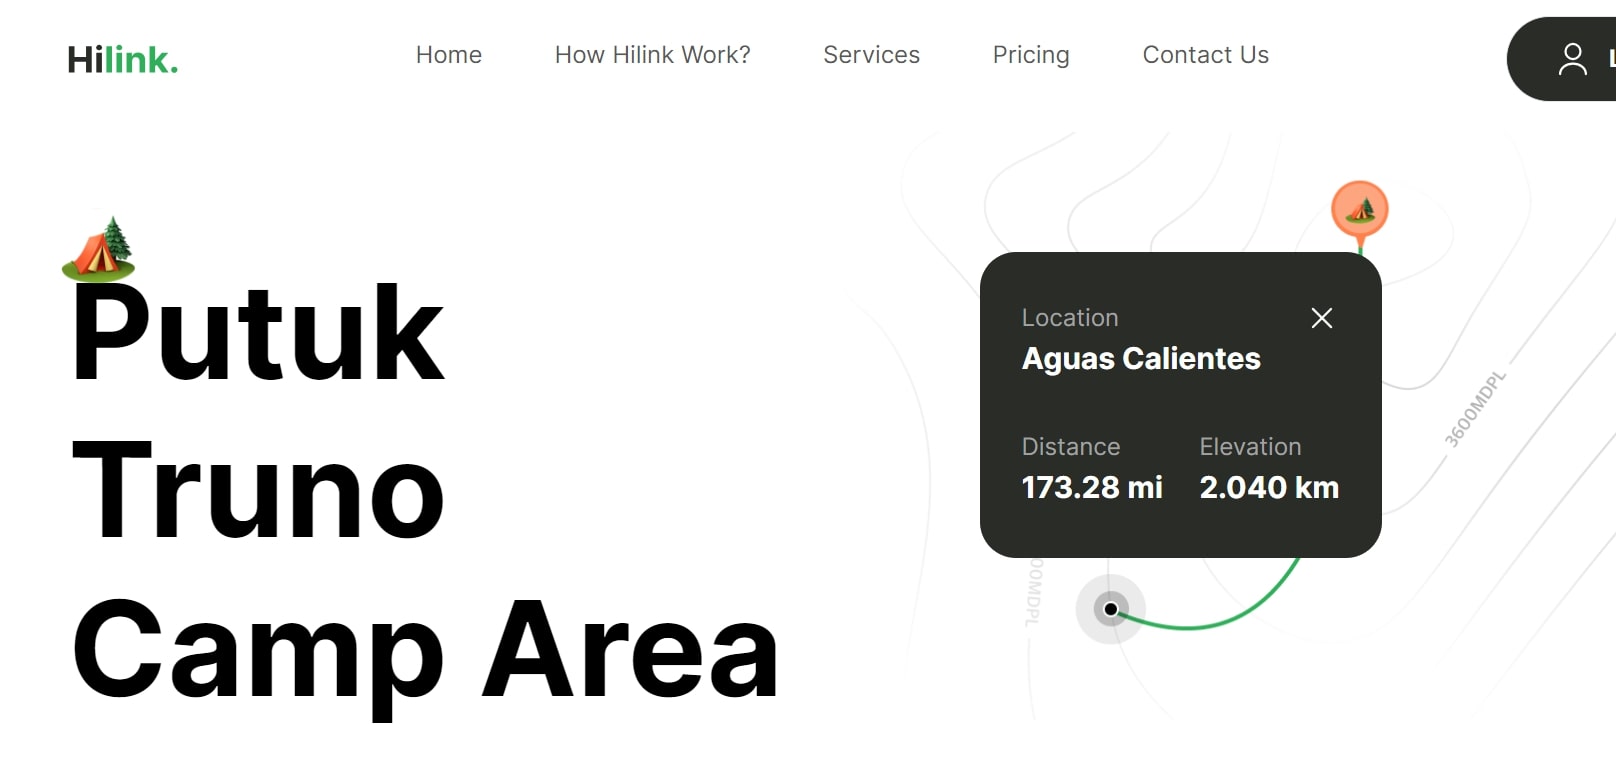 Hilink.
Home
How Hilink Work?
Services
Pricing
Contact Us
Putuk
Truno
Camp Area
Location
Aguas Calientes
Distance
Elevation
173.28 mi
2.040 km
3600MDPL
00MDPL